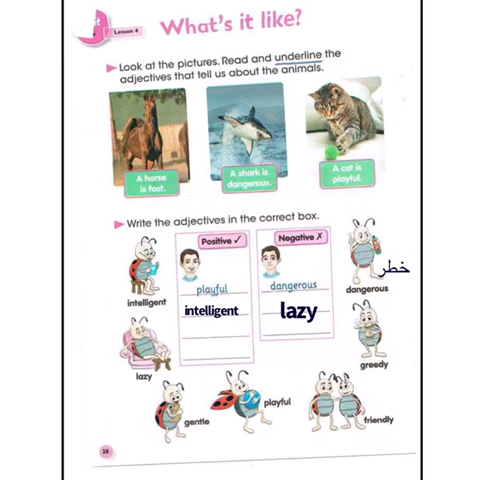 Lesson 4
What's it like?
Look at the pictures. Read and underline the
adjectives that tell us about the animals.
A horse
is fast.
A shark is
dangerous.
A cat is
playful.
Write the adjectives in the correct box.
Positive ✓
Negative ✗
playful
dangerous
intelligent
lazy
خطر
intelligent
dangerous
lazy
greedy
gentle
playful
friendly
28